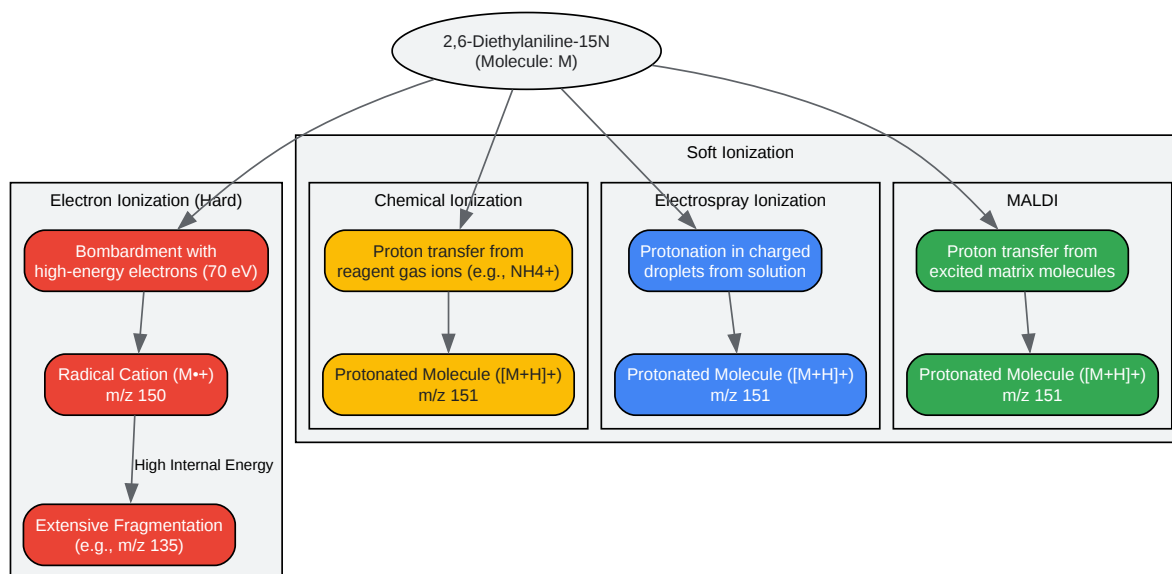 2,6-Diethylaniline-15N
(Molecule: M)
Soft Ionization
Electron Ionization (Hard)
Bombardment with
high-energy electrons (70 eV)
Radical Cation (M•+)
m/z 150
High Internal Energy
Extensive Fragmentation
(e.g., m/z 135)
Chemical Ionization
Proton transfer from
reagent gas ions (e.g., NH4+)
Protonated Molecule ([M+H]+)
m/z 151
Electrospray Ionization
Protonation in charged
droplets from solution
Protonated Molecule ([M+H]+)
m/z 151
MALDI
Proton transfer from
excited matrix molecules
Protonated Molecule ([M+H]+)
m/z 151